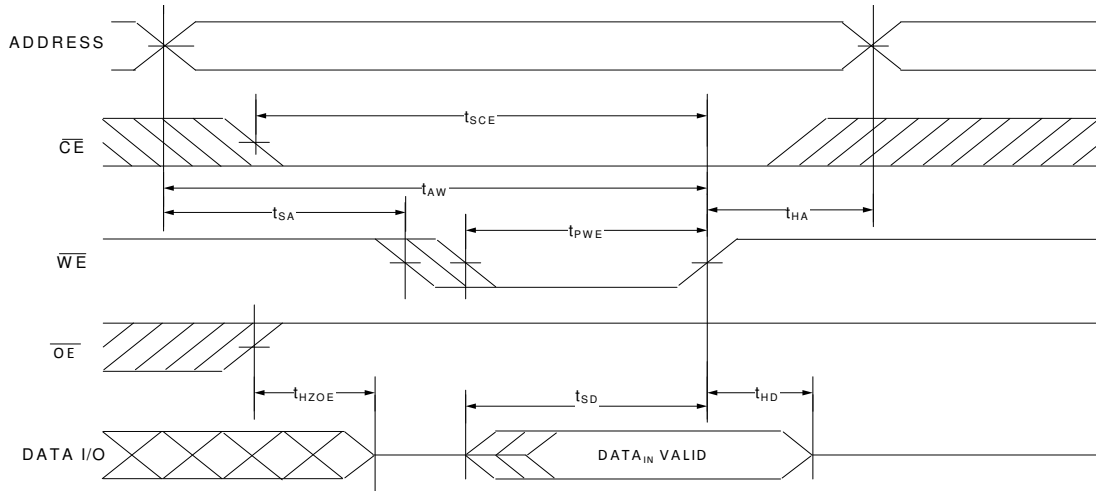 ADDRESS
tSCE
CE
tAW
tSA
tHA
tPWE
WE
OE
tHZOE
tSD
tHD
DATA I/O
DATAIN VALID